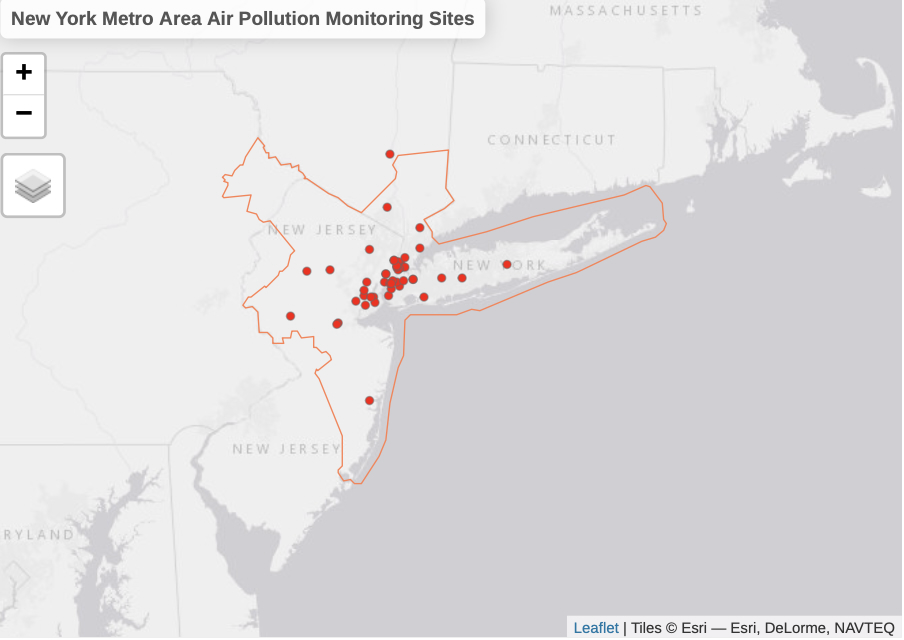 New York Metro Area Air Pollution Monitoring Sites
MASSACHUSETTS
+
−
CONNECTICUT
NEW JERSEY
NEW YORK
NEW JERSEY
RYLAND
Leaflet | Tiles © Esri — Esri, DeLorme, NAVTEQ